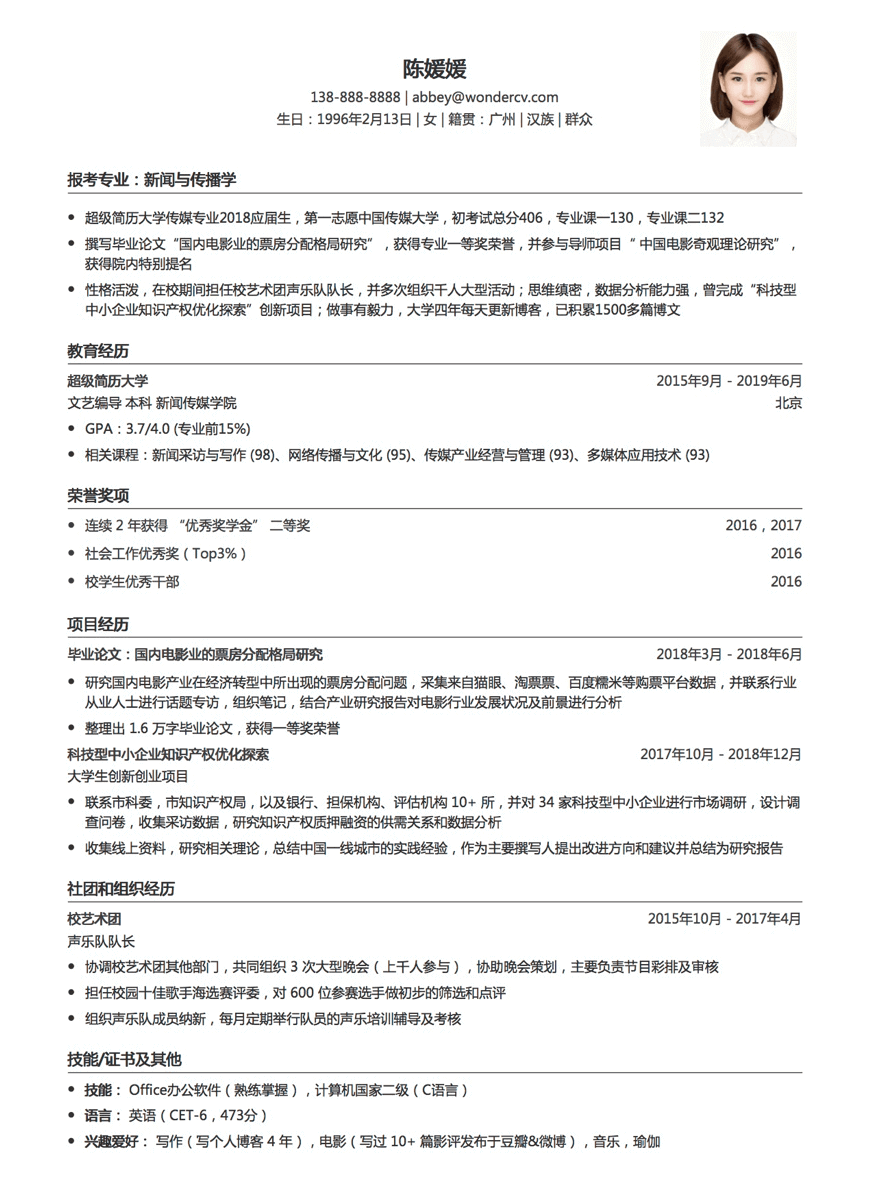 陈媛媛
138-888-8888 | abbey@wondercv.com
生日：1996年2月13日 | 女 | 籍贯：广州 | 汉族 | 群众
报考专业：新闻与传播学
• 超级简历大学传媒专业2018应届生，第一志愿中国传媒大学，初考试总分406，专业课一130，专业课二132
• 撰写毕业论文“国内电影业的票房分配格局研究”，获得专业一等奖荣誉，并参与导师项目“ 中国电影奇观理论研究”，
获得院内特别提名
• 性格活泼，在校期间担任校艺术团声乐队队长，并多次组织千人大型活动；思维缜密，数据分析能力强，曾完成“科技型
中小企业知识产权优化探索”创新项目；做事有毅力，大学四年每天更新博客，已积累1500多篇博文
教育经历
超级简历大学 2015年9月 - 2019年6月
文艺编导 本科 新闻传媒学院 北京
• GPA：3.7/4.0 (专业前15%)
• 相关课程：新闻采访与写作 (98)、网络传播与文化 (95)、传媒产业经营与管理 (93)、多媒体应用技术 (93)
荣誉奖项
• 连续 2 年获得 “优秀奖学金” 二等奖 2016，2017
• 社会工作优秀奖（Top3%） 2016
• 校学生优秀干部 2016
项目经历
毕业论文：国内电影业的票房分配格局研究 2018年3月 - 2018年6月
• 研究国内电影产业在经济转型中所出现的票房分配问题，采集来自猫眼、淘票票、百度糯米等购票平台数据，并联系行业
从业人士进行话题专访，组织笔记，结合产业研究报告对电影行业发展状况及前景进行分析
• 整理出 1.6 万字毕业论文，获得一等奖荣誉
科技型中小企业知识产权优化探索 2017年10月 - 2018年12月
大学生创新创业项目
• 联系市科委，市知识产权局，以及银行、担保机构、评估机构 10+ 所，并对 34 家科技型中小企业进行市场调研，设计调
查问卷，收集采访数据，研究知识产权质押融资的供需关系和数据分析
• 收集线上资料，研究相关理论，总结中国一线城市的实践经验，作为主要撰写人提出改进方向和建议并总结为研究报告
社团和组织经历
校艺术团 2015年10月 - 2017年4月
声乐队队长
• 协调校艺术团其他部门，共同组织 3 次大型晚会（上千人参与），协助晚会策划，主要负责节目彩排及审核
• 担任校园十佳歌手海选赛评委，对 600 位参赛选手做初步的筛选和点评
• 组织声乐队成员纳新，每月定期举行队员的声乐培训辅导及考核
技能/证书及其他
• 技能： Office办公软件（熟练掌握），计算机国家二级（C语言）
• 语言： 英语（CET-6，473分）
• 兴趣爱好： 写作（写个人博客 4 年），电影（写过 10+ 篇影评发布于豆瓣&微博），音乐，瑜伽